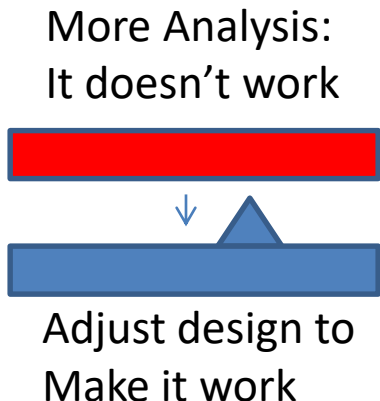 More Analysis:
It doesn’t work
Adjust design to
Make it work